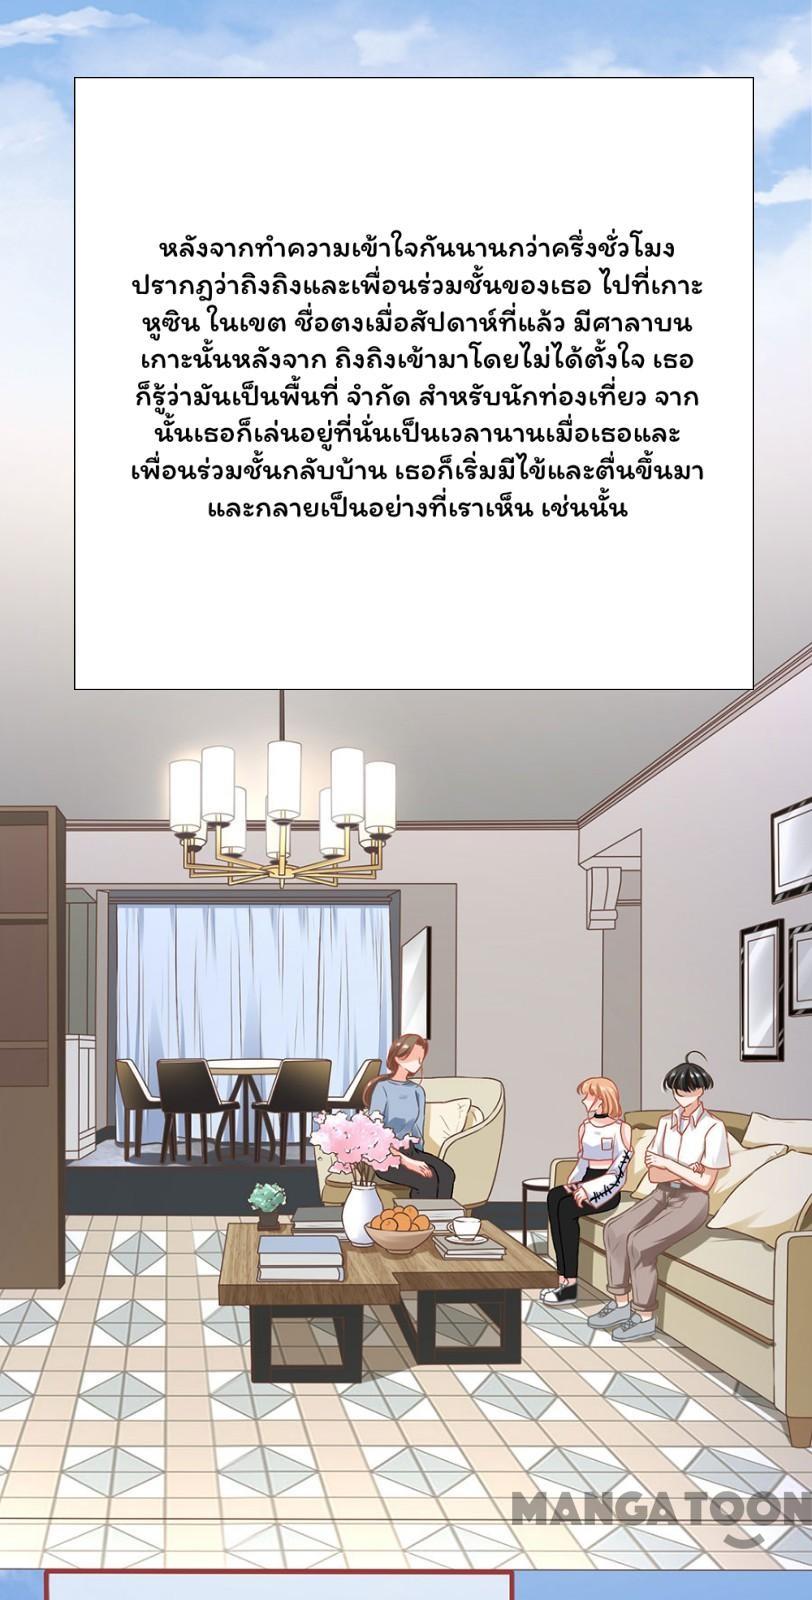 หลังจากทำความเข้าใจกันนานกว่าครึ่งชั่วโมง
ปรากฎว่าถิงถิงและเพื่อนร่วมชั้นของเธอ ไปที่เกาะ
หูซิน ในเขต ชื่อตงเมื่อสัปดาห์ที่แล้ว มีศาลาบน
เกาะนั้นหลังจาก ถิงถิงเข้ามาโดยไม่ได้ตั้งใจ เธอ
ก็รู้ว่ามันเป็นพื้นที่ จำกัด สำหรับนักท่องเที่ยว จาก
นั้นเธอก็เล่นอยู่ที่นั่นเป็นเวลานานเมื่อเธอและ
เพื่อนร่วมชั้นกลับบ้าน เธอก็เริ่มมีไข้และตื่นขึ้นมา
และกลายเป็นอย่างที่เราเห็น เช่นนั้น
MANGATOON